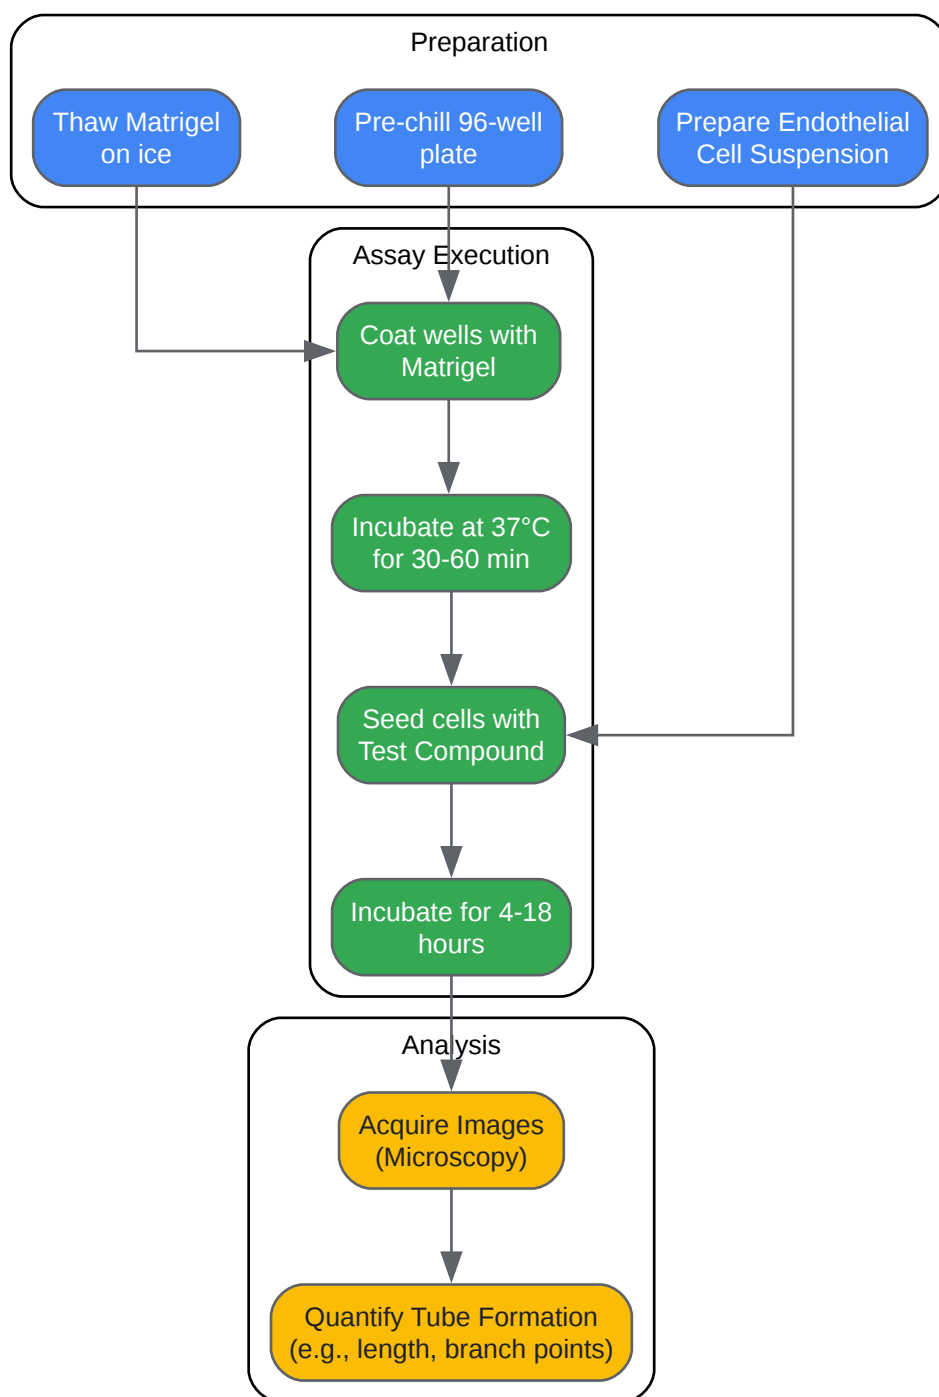 Preparation
Thaw Matrigel
on ice
Pre-chill 96-well
plate
Prepare Endothelial
Cell Suspension
Assay Execution
Coat wells with
Matrigel
Incubate at 37°C
for 30-60 min
Seed cells with
Test Compound
Incubate for 4-18
hours
Analysis
Acquire Images
(Microscopy)
Quantify Tube Formation
(e.g., length, branch points)